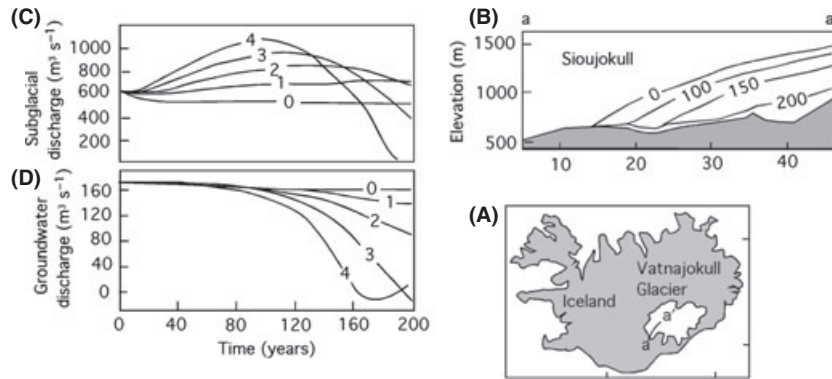 (C)
1000
800
600
400
200
Subglacial
discharge (m³ s⁻¹)
4
3
2
1
0
(D)
160
120
80
40
0
Groundwater
discharge (m³ s⁻¹)
0
1
2
3
4
0 40 80 120 160 200
Time (years)
(B)
a a
1500
1000
500
Elevation (m)
Sioujokull
0
100
150
200
10 20 30 40
(A)
Vatnajokull
Glacier
Iceland
a'
a